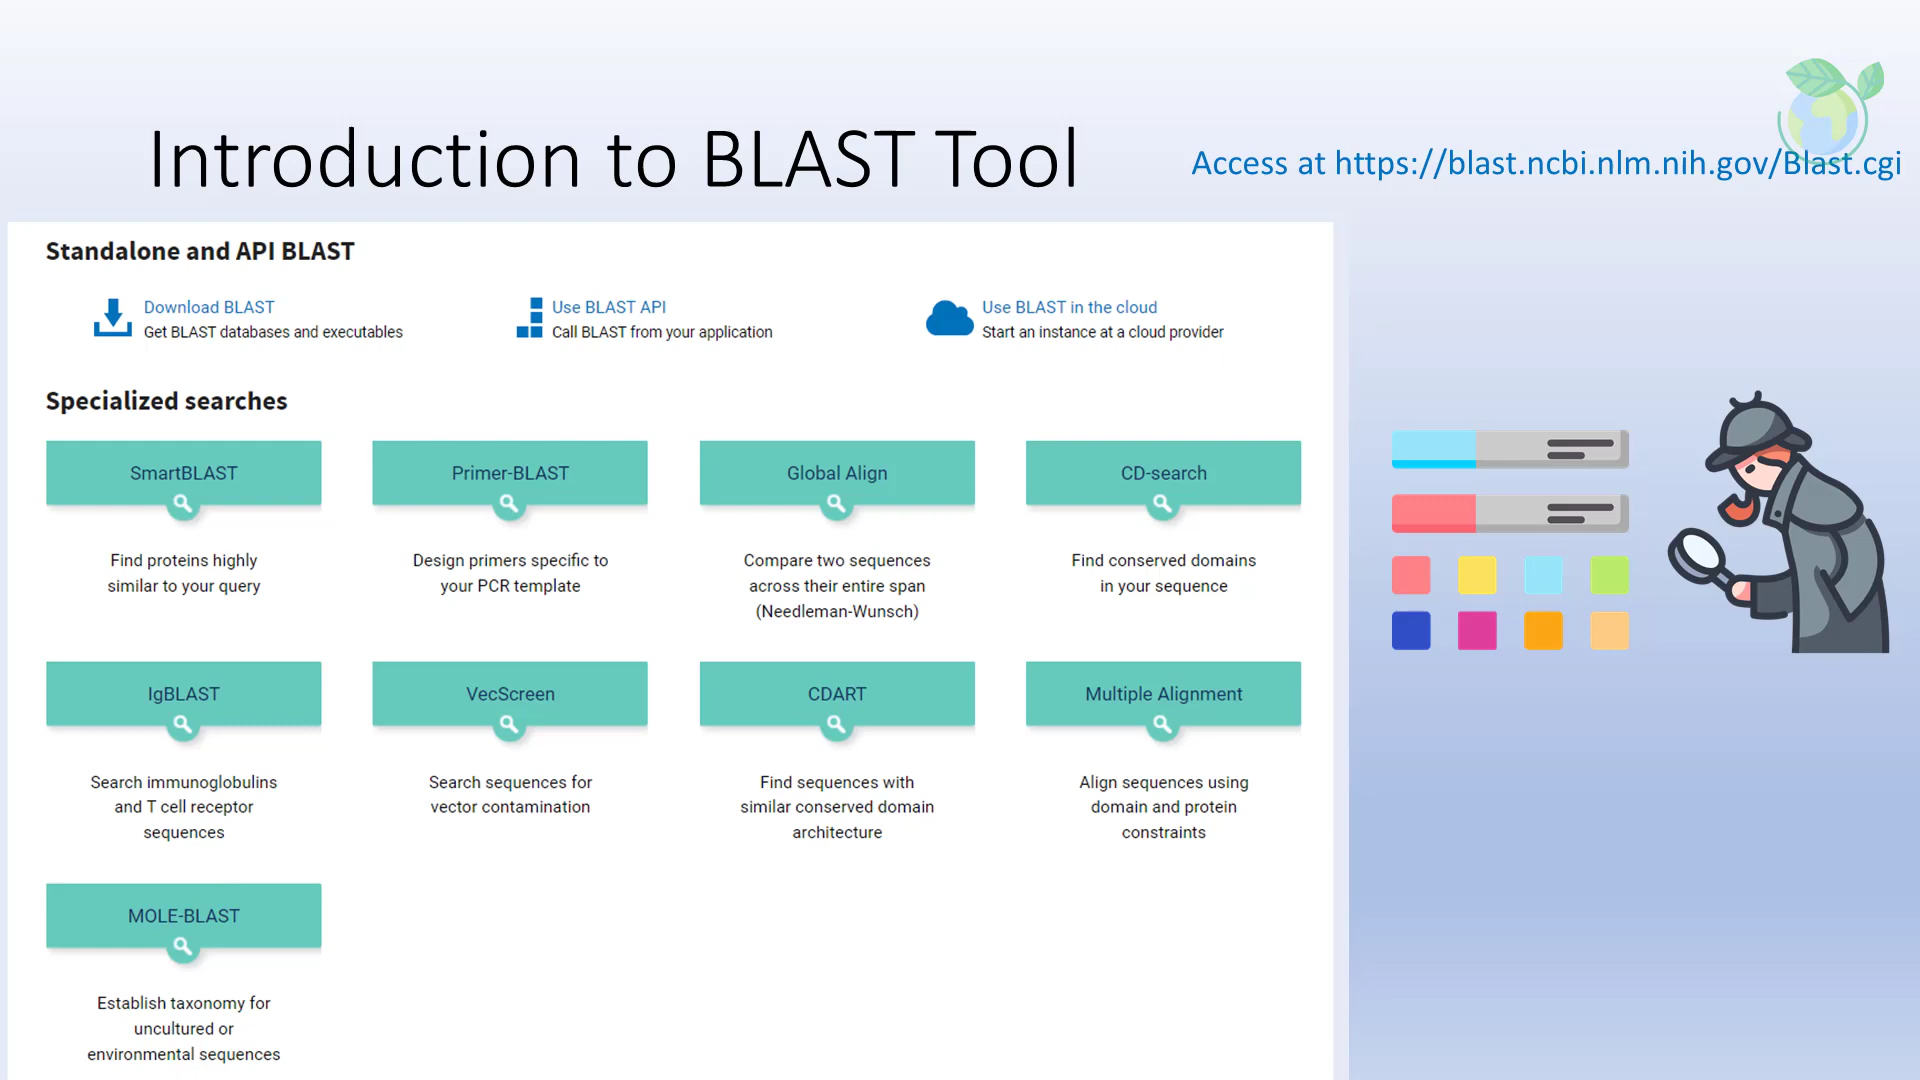 Introduction to BLAST Tool
Access at https://blast.ncbi.nlm.nih.gov/Blast.cgi
Standalone and API BLAST
Download BLAST
Get BLAST databases and executables
Use BLAST API
Call BLAST from your application
Use BLAST in the cloud
Start an instance at a cloud provider
Specialized searches
SmartBLAST
Find proteins highly
similar to your query
Primer-BLAST
Design primers specific to
your PCR template
Global Align
Compare two sequences
across their entire span
(Needleman-Wunsch)
CD-search
Find conserved domains
in your sequence
IgBLAST
Search immunoglobulins
and T cell receptor
sequences
VecScreen
Search sequences for
vector contamination
CDART
Find sequences with
similar conserved domain
architecture
Multiple Alignment
Align sequences using
domain and protein
constraints
MOLE-BLAST
Establish taxonomy for
uncultured or
environmental sequences